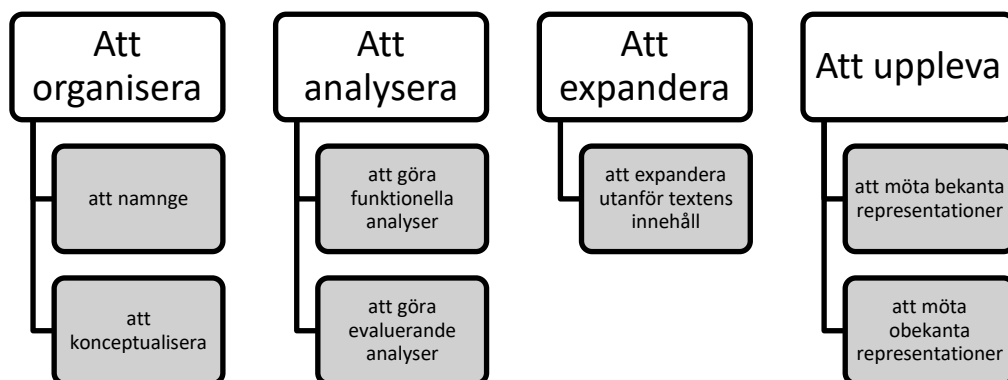 Att
organisera
att namnge
att
konceptualisera
Att
analysera
att göra
funktionella
analyser
att göra
evaluerande
analyser
Att
expandera
att expandera
utanför textens
innehåll
Att uppleva
att möta bekanta
representationer
att möta
obekanta
representationer